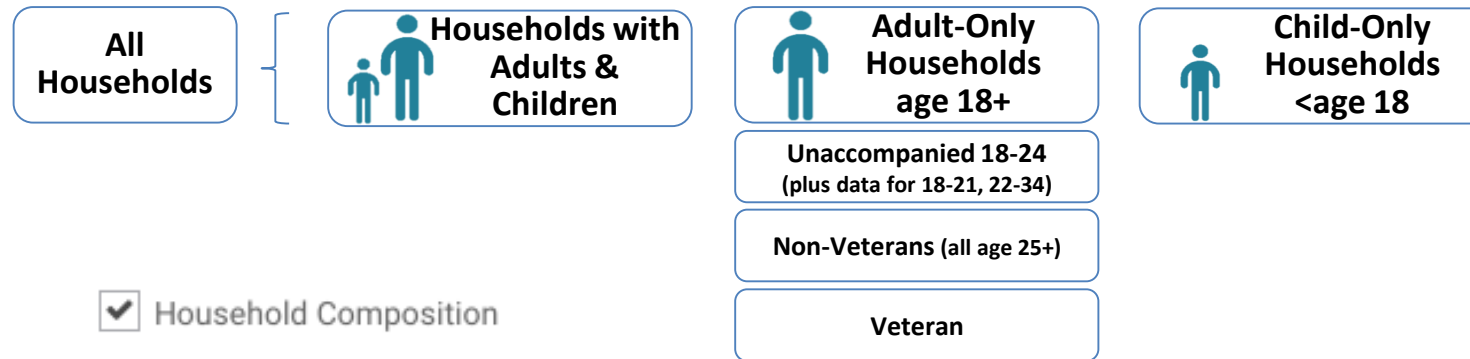 All
Households
Households with
Adults &
Children
Adult-Only
Households
age 18+
Child-Only
Households
<age 18
Unaccompanied 18-24
(plus data for 18-21, 22-34)
Non-Veterans (all age 25+)
Veteran
Household Composition